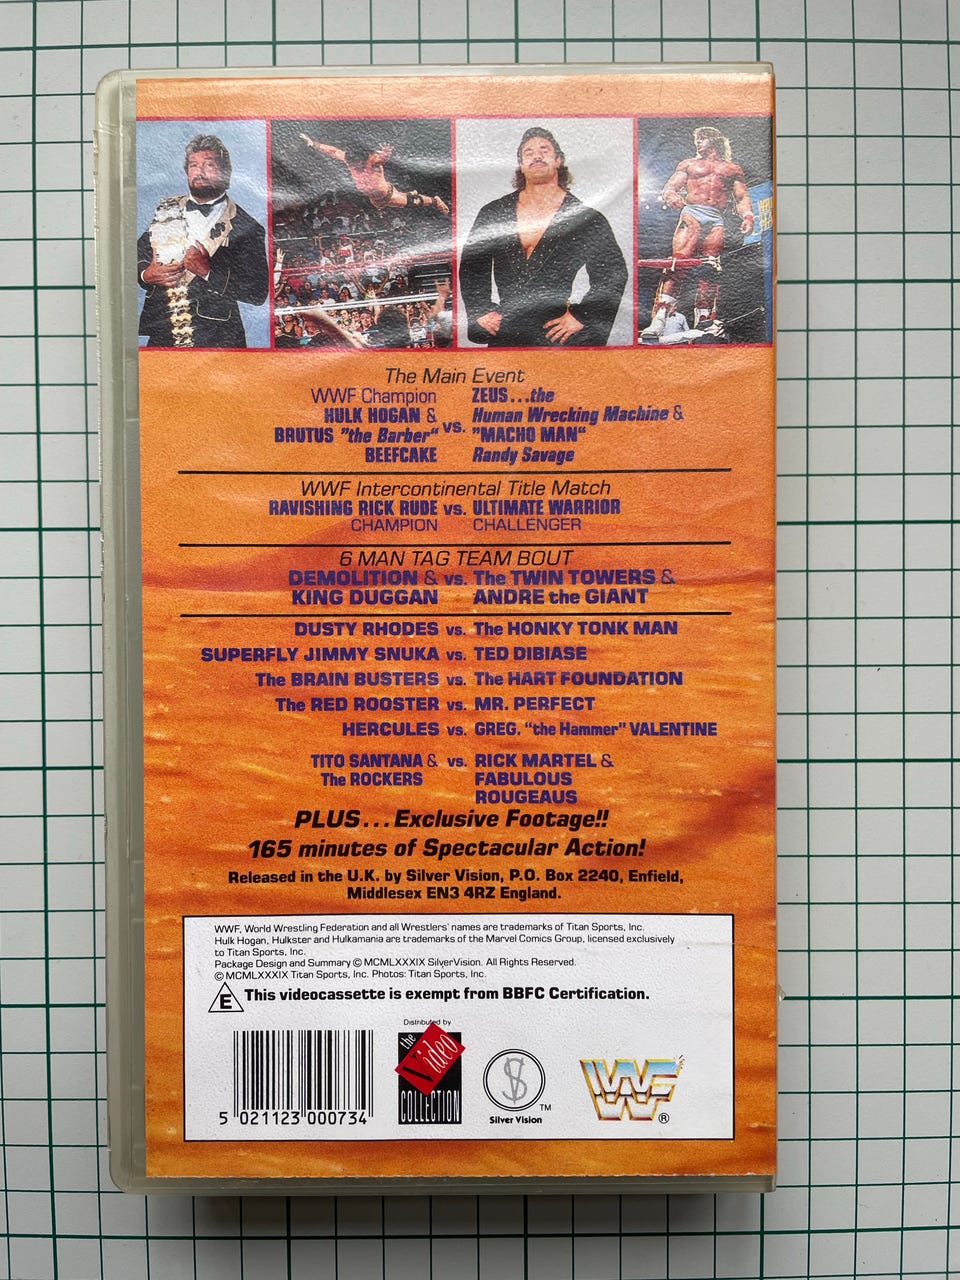 The Main Event
WWF Champion ZEUS...the
HULK HOGAN & vs. Human Wrecking Machine &
BRUTUS "the Barber" "MACHO MAN"
BEEFCAKE Randy Savage
WWF Intercontinental Title Match
RAVISHING RICK RUDE vs. ULTIMATE WARRIOR
CHAMPION CHALLENGER
6 MAN TAG TEAM BOUT
DEMOLITION & vs. The TWIN TOWERS &
KING DUGGAN ANDRE the GIANT
DUSTY RHODES vs. The HONKY TONK MAN
SUPERFLY JIMMY SNUKA vs. TED DIBIASE
The BRAIN BUSTERS vs. The HART FOUNDATION
The RED ROOSTER vs. MR. PERFECT
HERCULES vs. GREG. "the Hammer" VALENTINE
TITO SANTANA & vs. RICK MARTEL &
The ROCKERS FABULOUS
ROUGEAUS
PLUS...Exclusive Footage!!
165 minutes of Spectacular Action!
Released in the U.K. by Silver Vision, P.O. Box 2240, Enfield,
Middlesex EN3 4RZ England.
WWF, World Wrestling Federation and all Wrestlers' names are trademarks of Titan Sports, Inc.
Hulk Hogan, Hulkster and Hulkamania are trademarks of the Marvel Comics Group, licensed exclusively
to Titan Sports, Inc.
Package Design and Summary © MCMLXXXIX SilverVision. All Rights Reserved.
© MCMLXXXIX Titan Sports, Inc. Photos: Titan Sports, Inc.
E This videocassette is exempt from BBFC Certification.
Distributed by
the Video
COLLECTION
Silver Vision TM
WWF ®
5 021123 000734